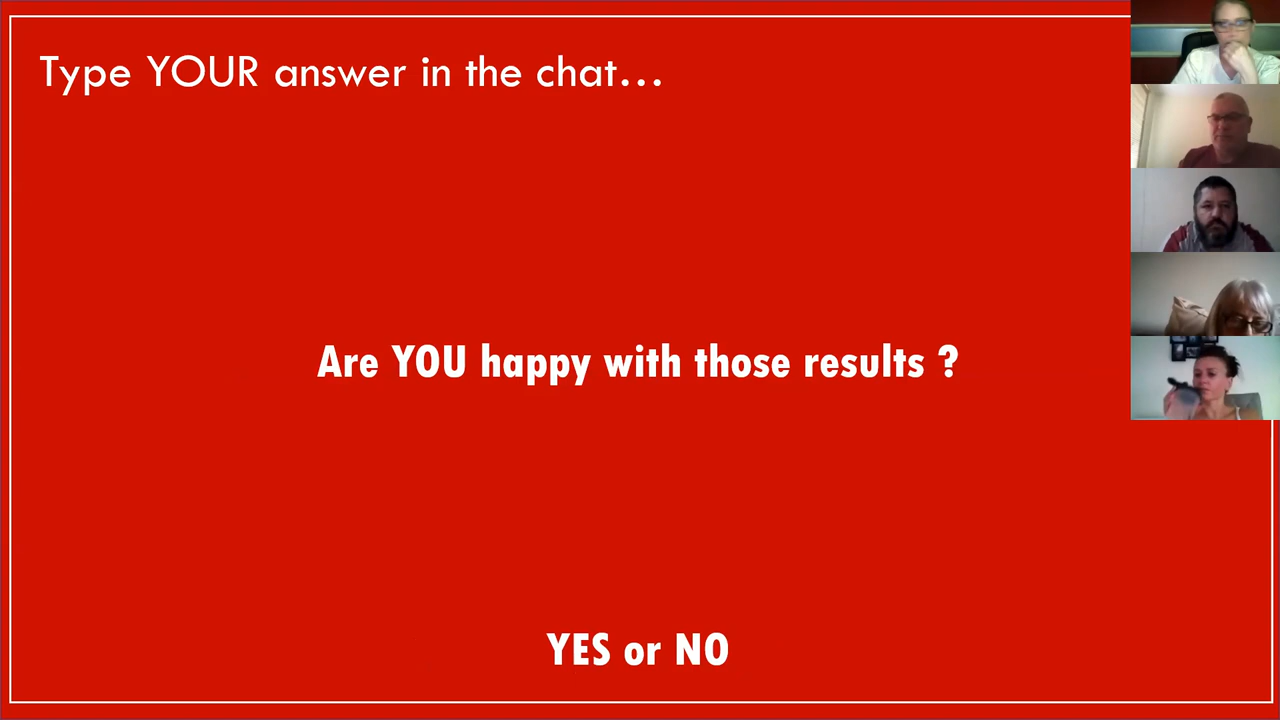 Type YOUR answer in the chat…
Are YOU happy with those results ?
YES or NO